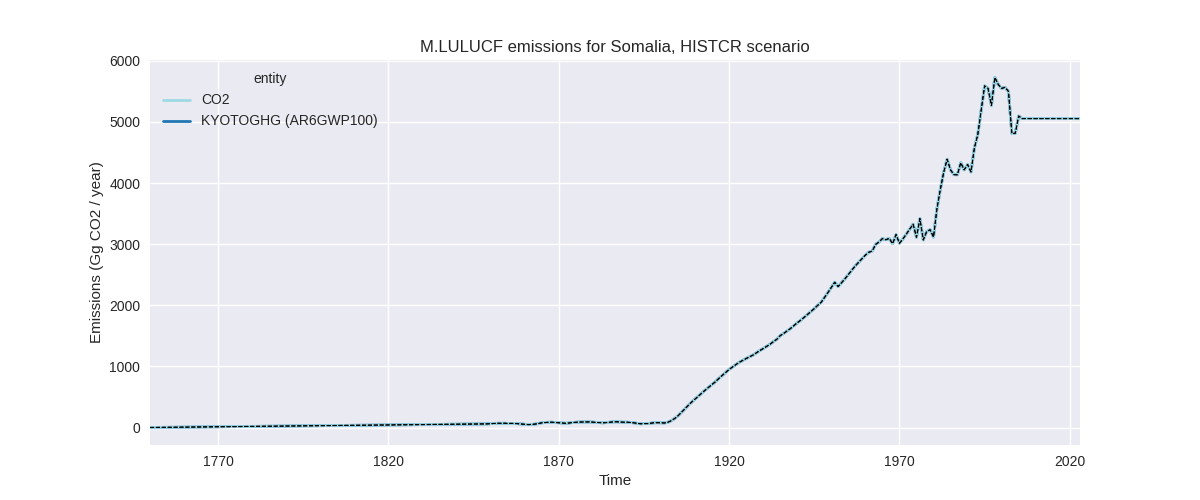 M.LULUCF emissions for Somalia, HISTCR scenario
6000
5000
4000
3000
2000
1000
0
Emissions (Gg CO2 / year)
entity
CO2
KYOTOGHG (AR6GWP100)
1770
1820
1870
1920
1970
2020
Time